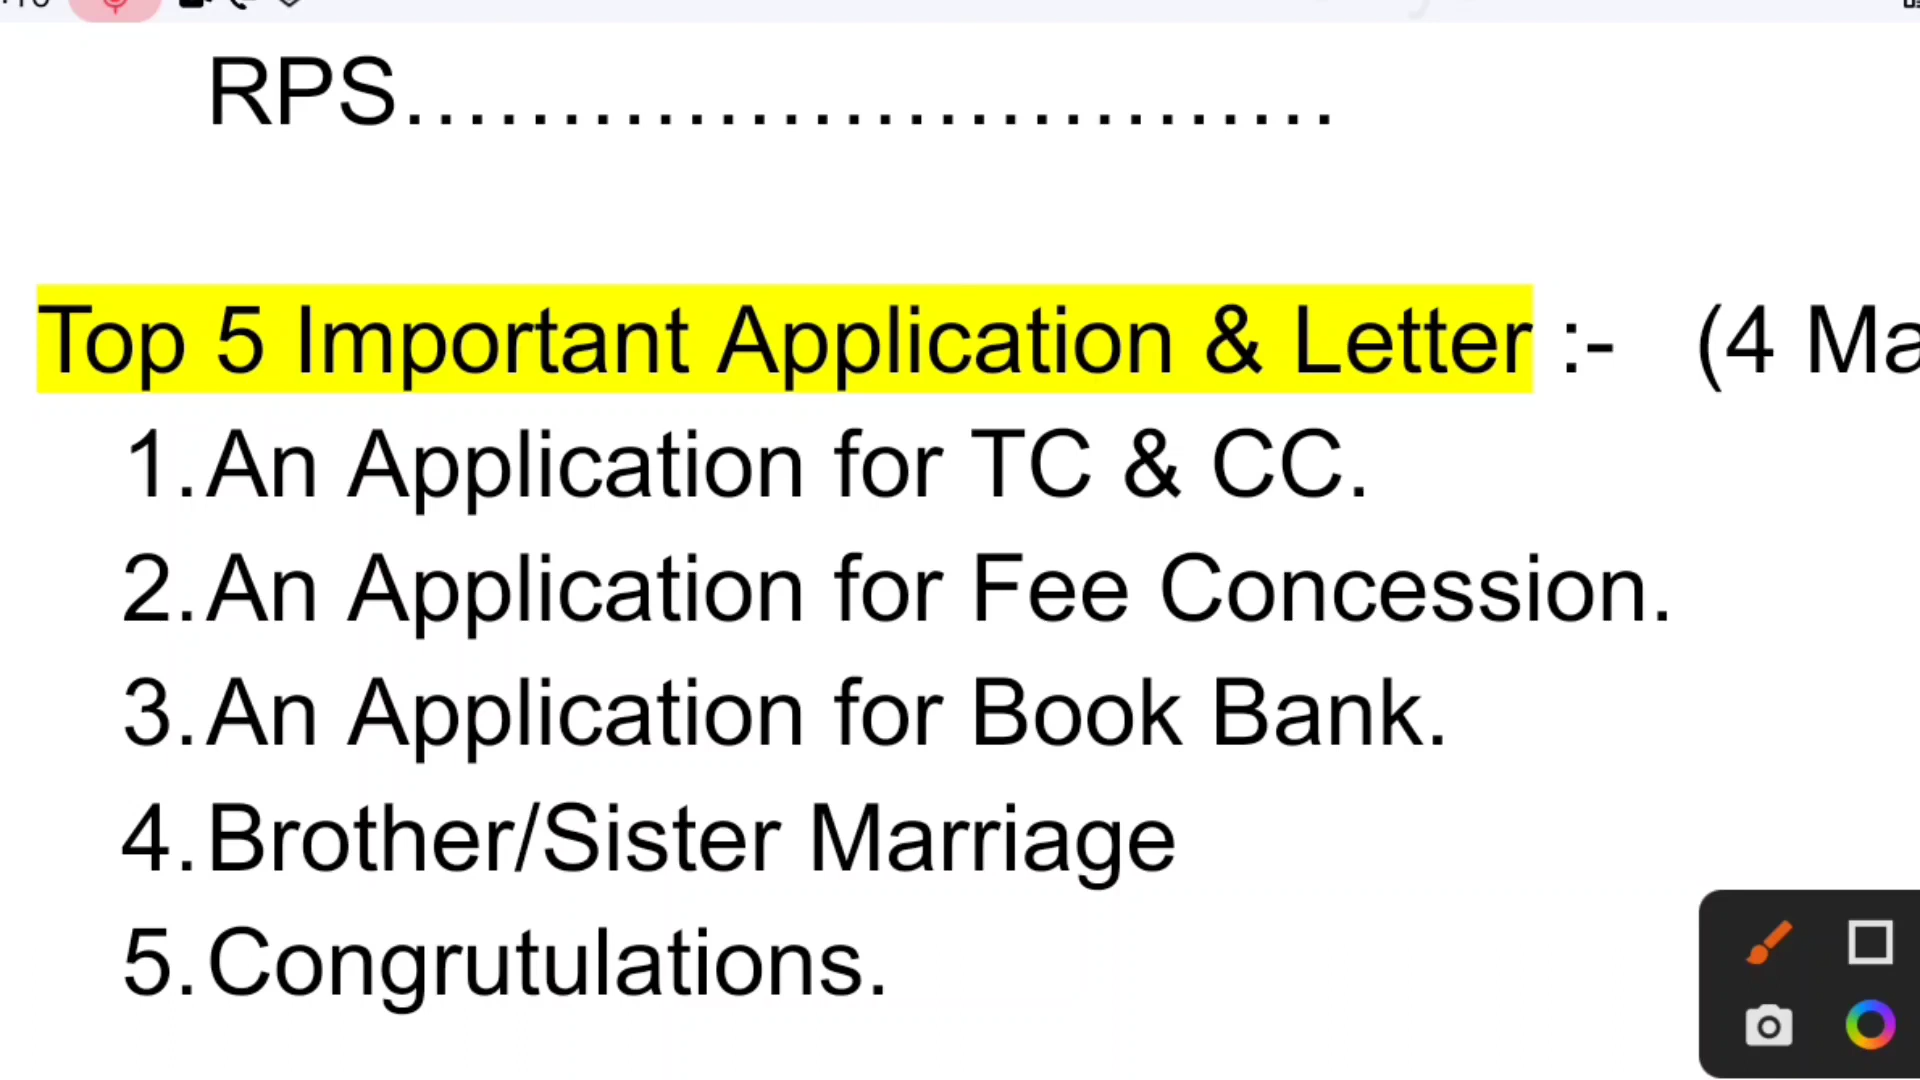 RPS..............................
Top 5 Important Application & Letter :- (4 Ma
1. An Application for TC & CC.
2. An Application for Fee Concession.
3. An Application for Book Bank.
4. Brother/Sister Marriage
5. Congrutulations.